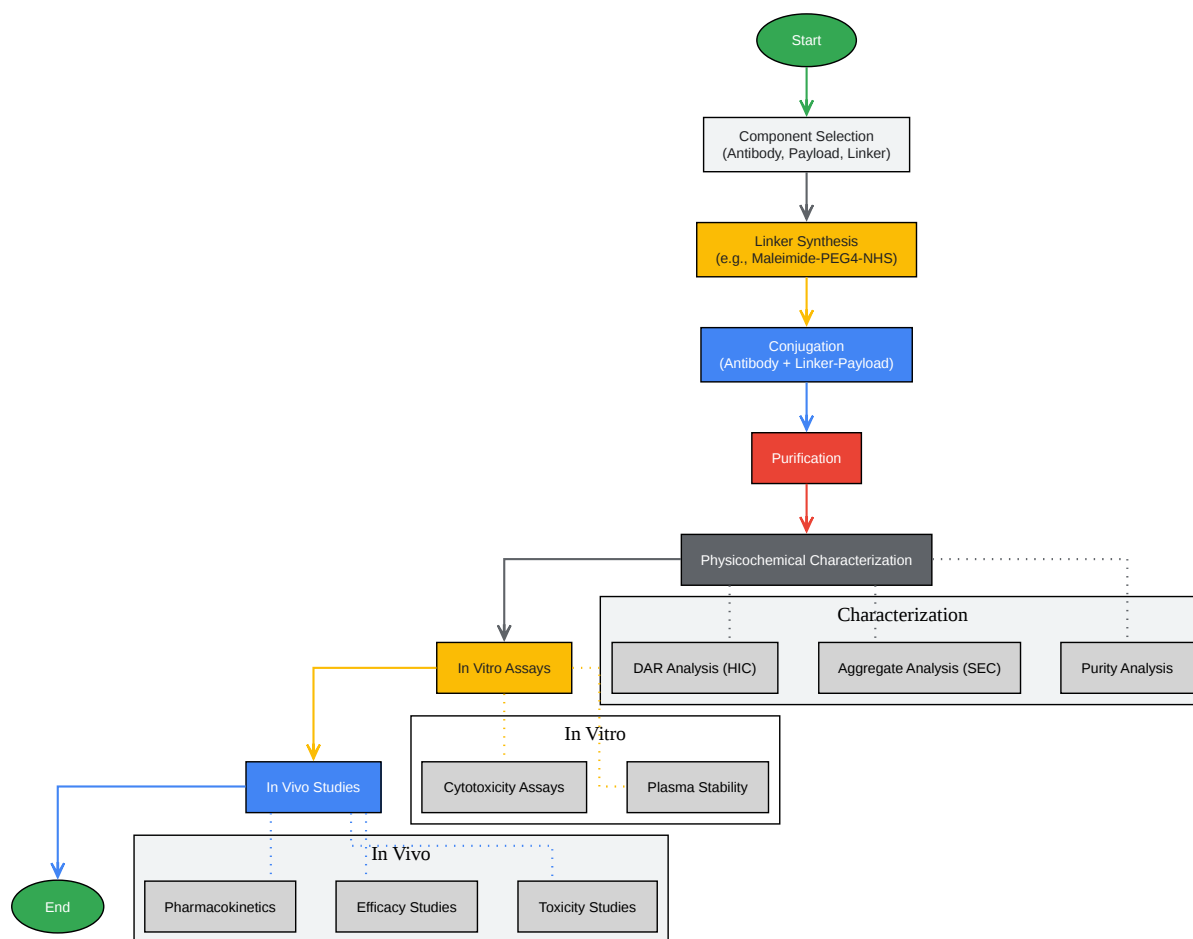 Start
Component Selection
(Antibody, Payload, Linker)
Linker Synthesis
(e.g., Maleimide-PEG4-NHS)
Conjugation
(Antibody + Linker-Payload)
Purification
Physicochemical Characterization
Characterization
DAR Analysis (HIC)
Aggregate Analysis (SEC)
Purity Analysis
In Vitro Assays
In Vitro
Cytotoxicity Assays
Plasma Stability
In Vivo Studies
In Vivo
Pharmacokinetics
Efficacy Studies
Toxicity Studies
End